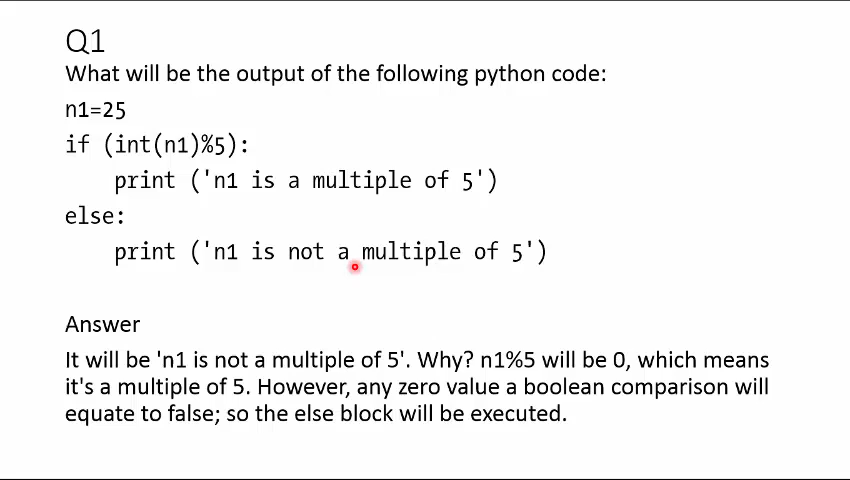 Q1
What will be the output of the following python code:
n1=25
if (int(n1)%5):
    print ('n1 is a multiple of 5')
else:
    print ('n1 is not a multiple of 5')
Answer
It will be 'n1 is not a multiple of 5'. Why? n1%5 will be 0, which means
it's a multiple of 5. However, any zero value a boolean comparison will
equate to false; so the else block will be executed.